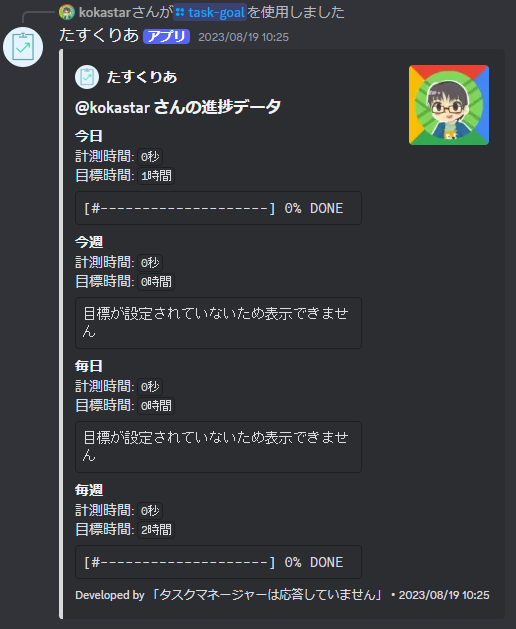 kokastarさんが task-goalを使用しました
たすくりあ アプリ 2023/08/19 10:25
たすくりあ
@kokastar さんの進捗データ
今日
計測時間: 0秒
目標時間: 1時間
[#--------------------] 0% DONE
今週
計測時間: 0秒
目標時間: 0時間
目標が設定されていないため表示できませ
ん
毎日
計測時間: 0秒
目標時間: 0時間
目標が設定されていないため表示できませ
ん
毎週
計測時間: 0秒
目標時間: 2時間
[#--------------------] 0% DONE
Developed by 「タスクマネージャーは応答していません」 • 2023/08/19 10:25